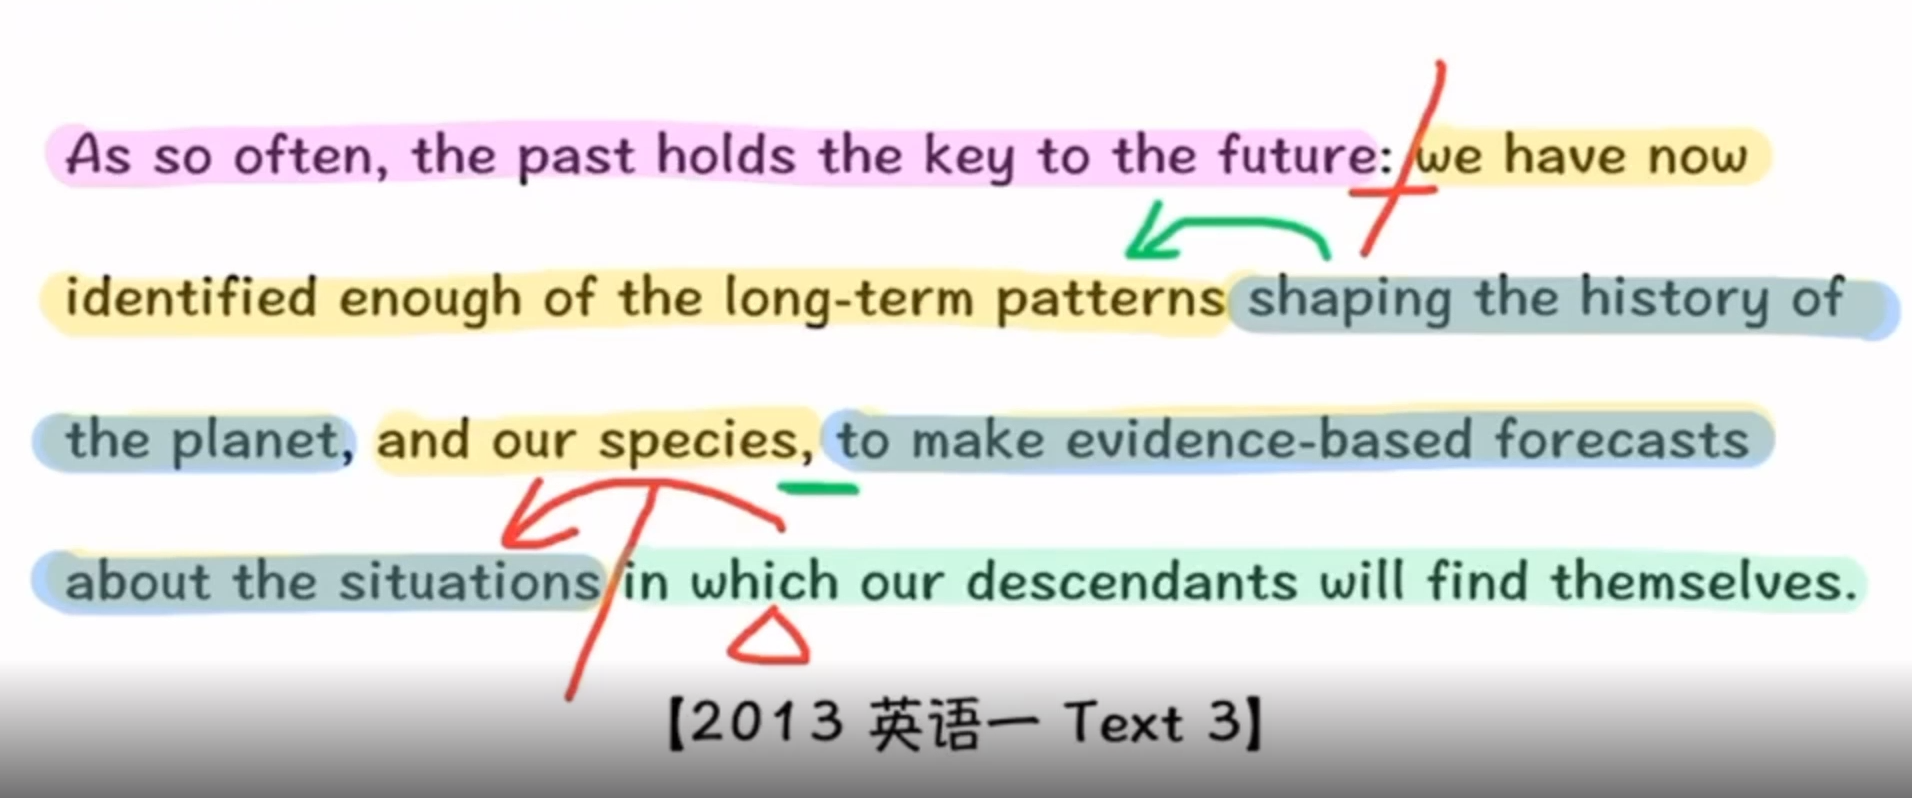 As so often, the past holds the key to the future: we have now
identified enough of the long-term patterns shaping the history of
the planet, and our species, to make evidence-based forecasts
about the situations in which our descendants will find themselves.
【2013 英语一 Text 3】